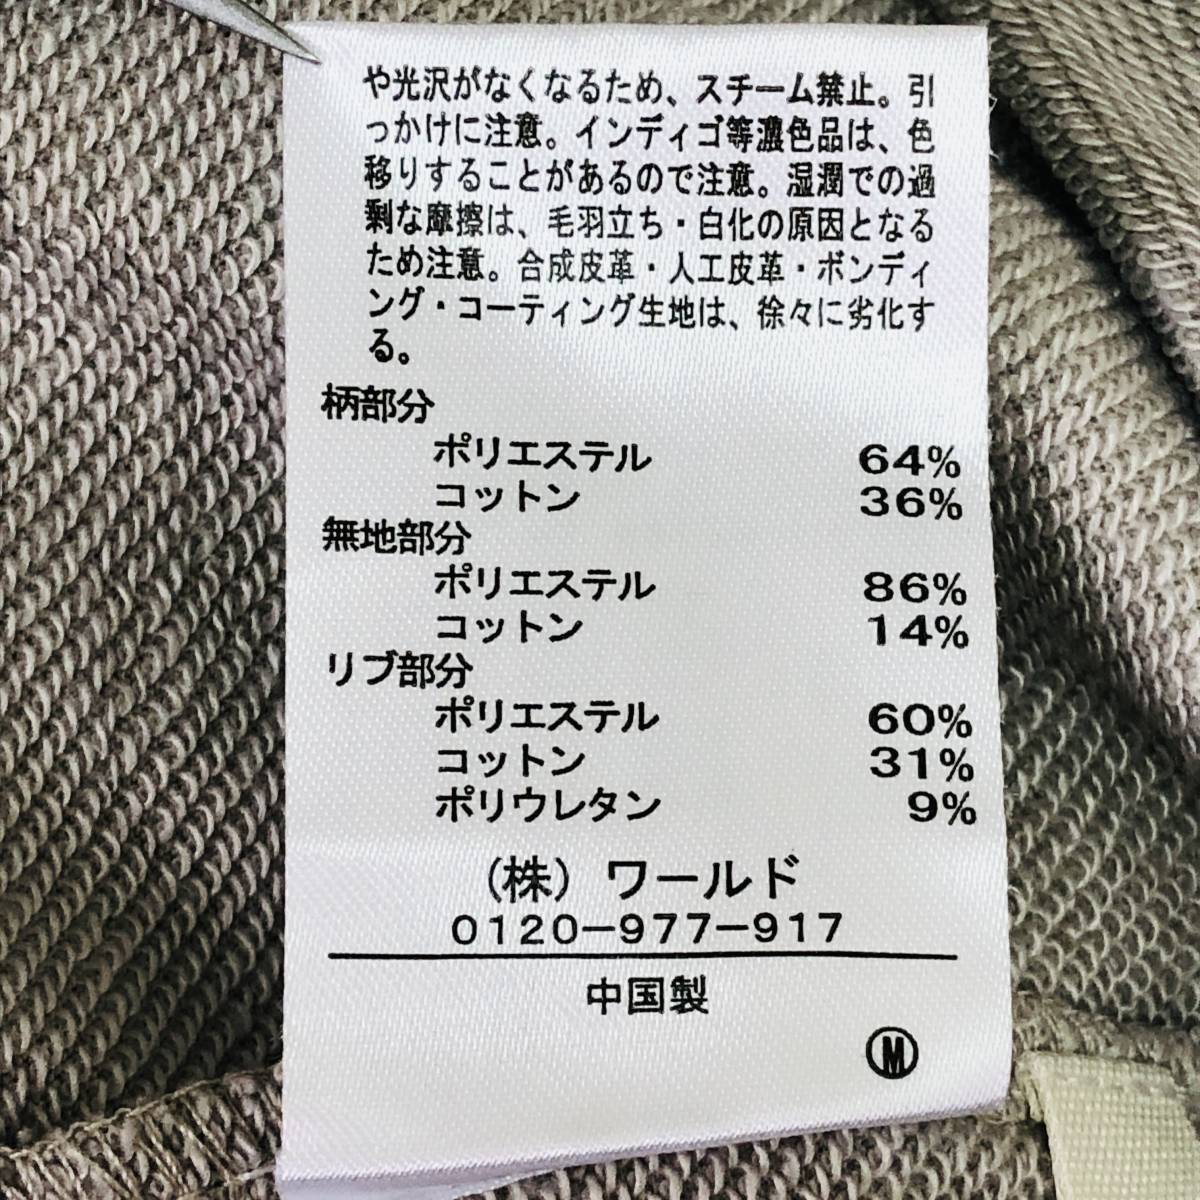 や光沢がなくなるため、スチーム禁止。引
っかけに注意。インディゴ等濃色品は、色
移りすることがあるので注意。湿潤での過
剰な摩擦は、毛羽立ち・白化の原因となる
ため注意。合成皮革・人工皮革・ボンディ
ング・コーティング生地は、徐々に劣化す
る。
柄部分
ポリエステル 64%
コットン 36%
無地部分
ポリエステル 86%
コットン 14%
リブ部分
ポリエステル 60%
コットン 31%
ポリウレタン 9%
(株) ワールド
0120-977-917
中国製
Ⓜ